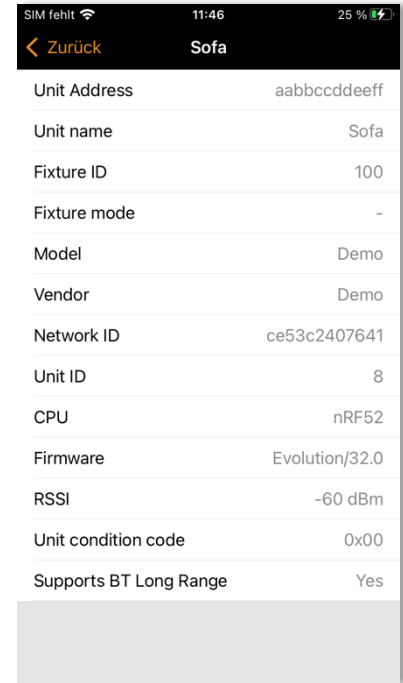 SIM fehlt 11:46 25 %
Zurück Sofa
Unit Address aabbccddeeff
Unit name Sofa
Fixture ID 100
Fixture mode -
Model Demo
Vendor Demo
Network ID ce53c2407641
Unit ID 8
CPU nRF52
Firmware Evolution/32.0
RSSI -60 dBm
Unit condition code 0x00
Supports BT Long Range Yes